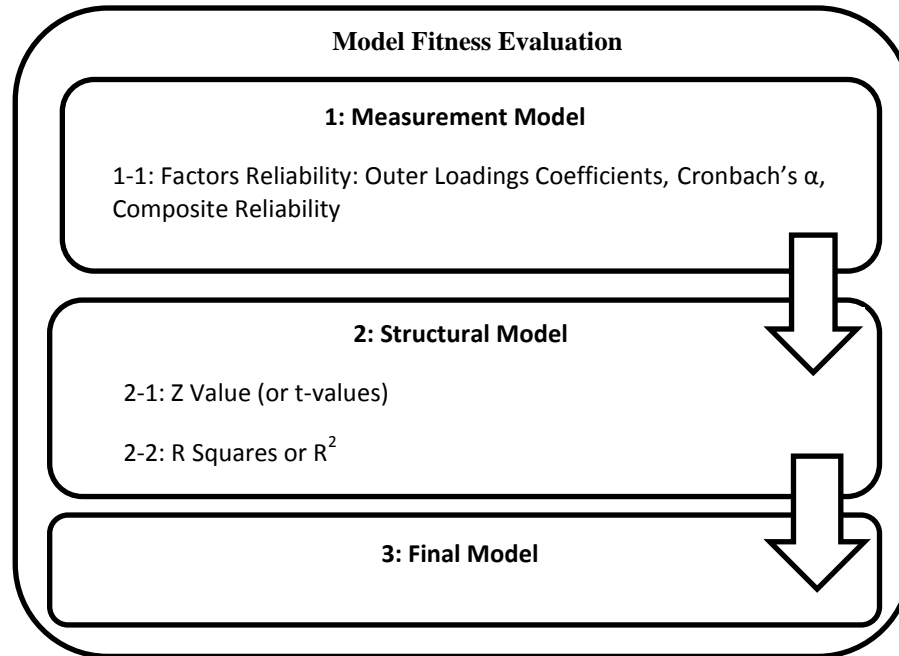 Model Fitness Evaluation
1: Measurement Model
1-1: Factors Reliability: Outer Loadings Coefficients, Cronbach's α,
Composite Reliability
2: Structural Model
2-1: Z Value (or t-values)
2-2: R Squares or R²
3: Final Model